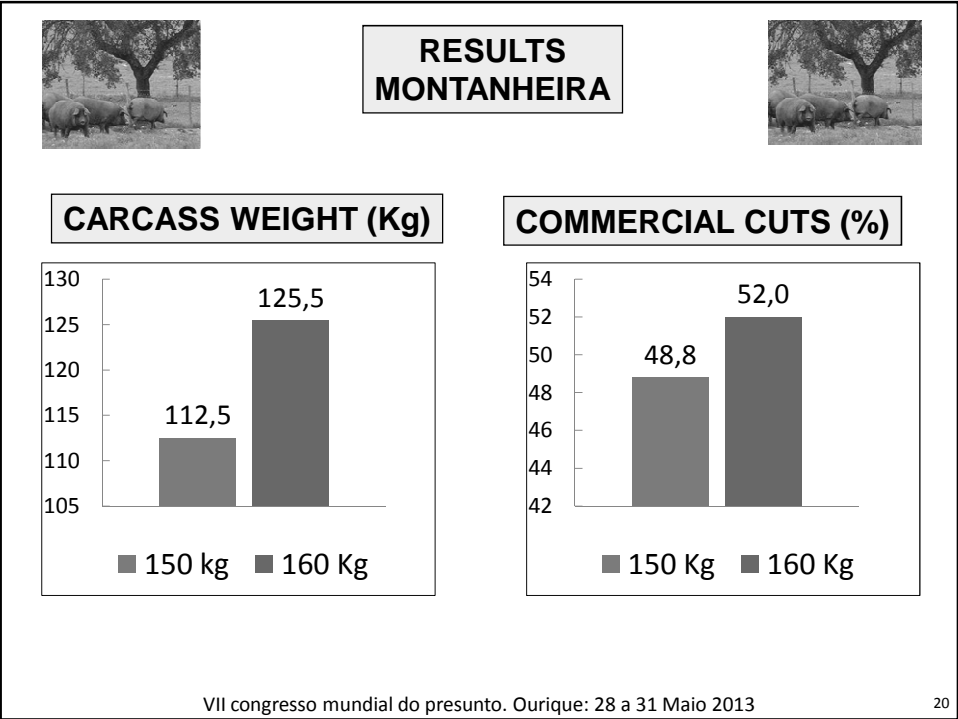 RESULTS
MONTANHEIRA
CARCASS WEIGHT (Kg)
130
125
120
115
110
105
112,5
125,5
150 kg 160 Kg
COMMERCIAL CUTS (%)
54
52
50
48
46
44
42
48,8
52,0
150 Kg 160 Kg
VII congresso mundial do presunto. Ourique: 28 a 31 Maio 2013
20